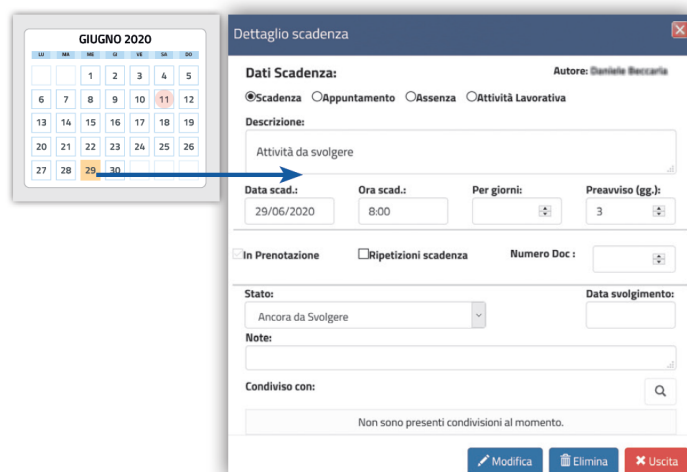 GIUGNO 2020
LU MA ME GI VE SA DO
1 2 3 4 5
6 7 8 9 10 11 12
13 14 15 16 17 18 19
20 21 22 23 24 25 26
27 28 29 30
Dettaglio scadenza
Dati Scadenza:
Autore: Daniele Beccaria
Scadenza Appuntamento Assenza Attività Lavorativa
Descrizione:
Attività da svolgere
Data scad.: Ora scad.: Per giorni: Preavviso (gg.):
29/06/2020 8:00 3
In Prenotazione Ripetizioni scadenza Numero Doc :
Stato: Data svolgimento:
Ancora da Svolgere
Note:
Condiviso con:
Non sono presenti condivisioni al momento.
Modifica Elimina Uscita